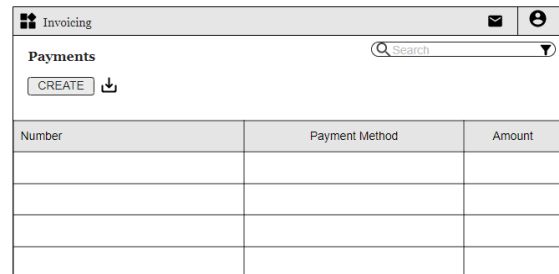 Invoicing
Payments
Search
CREATE
Number Payment Method Amount